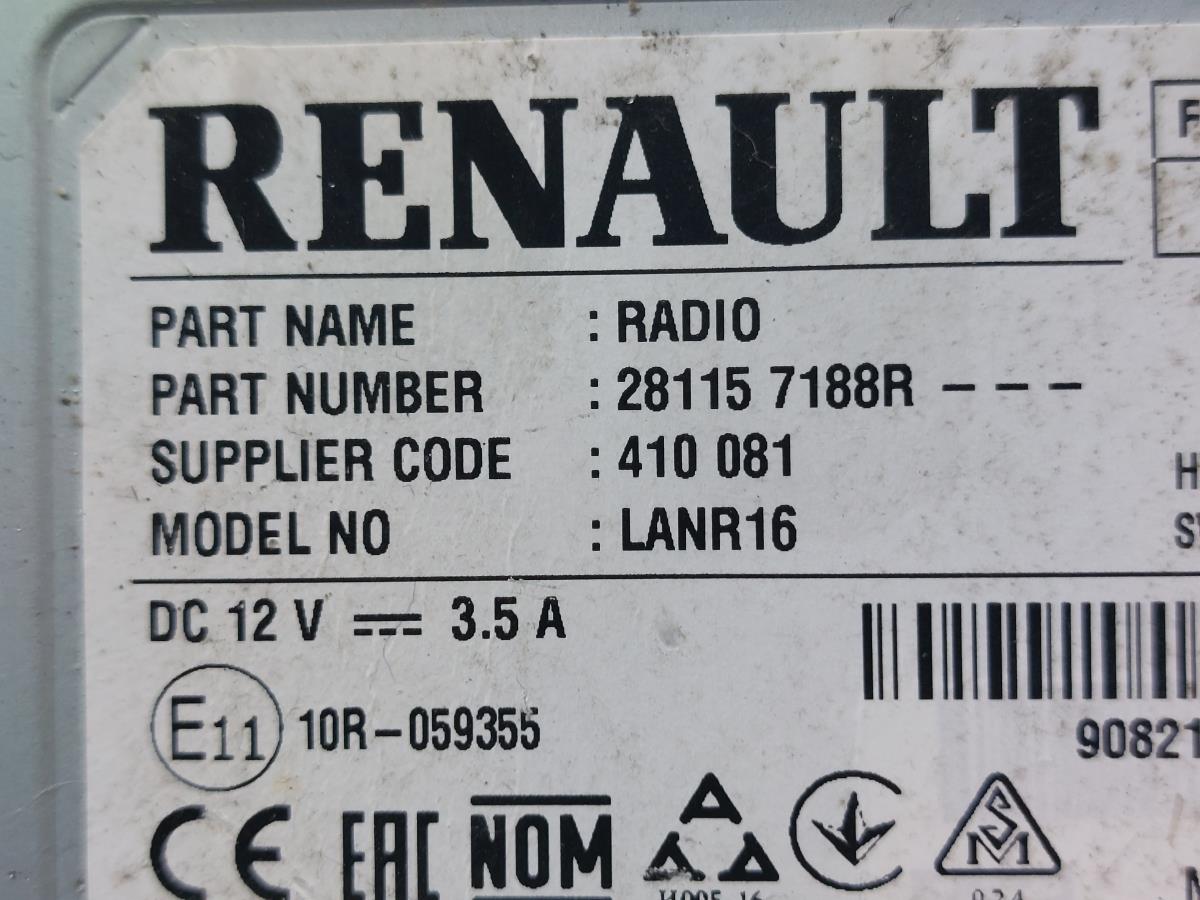 RENAULT
PART NAME : RADIO
PART NUMBER : 28115 7188R – – –
SUPPLIER CODE : 410 081
MODEL NO : LANR16
DC 12 V ⎓ 3.5 A
E11 10R-059355
90821
CE EAC NOM